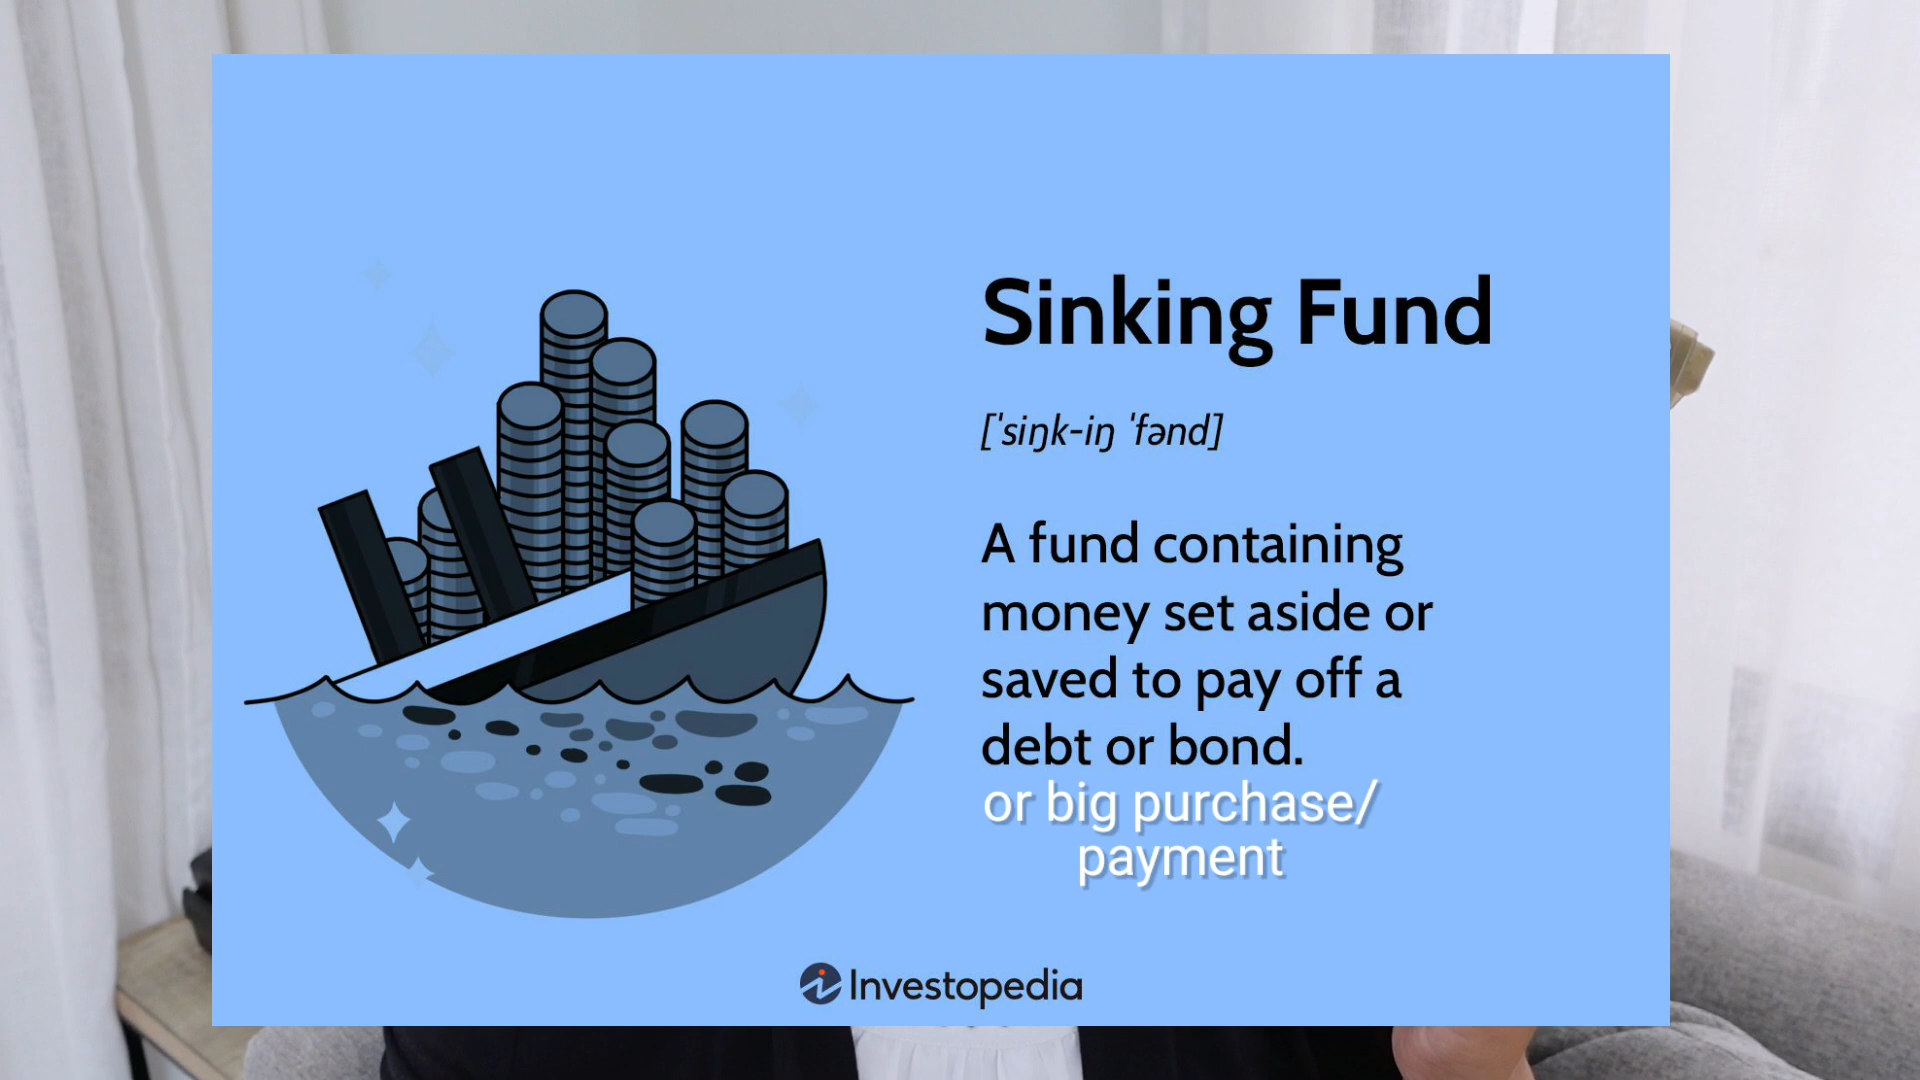 Sinking Fund
['siŋk-iŋ 'fənd]
A fund containing
money set aside or
saved to pay off a
debt or bond.
or big purchase/
payment
Investopedia